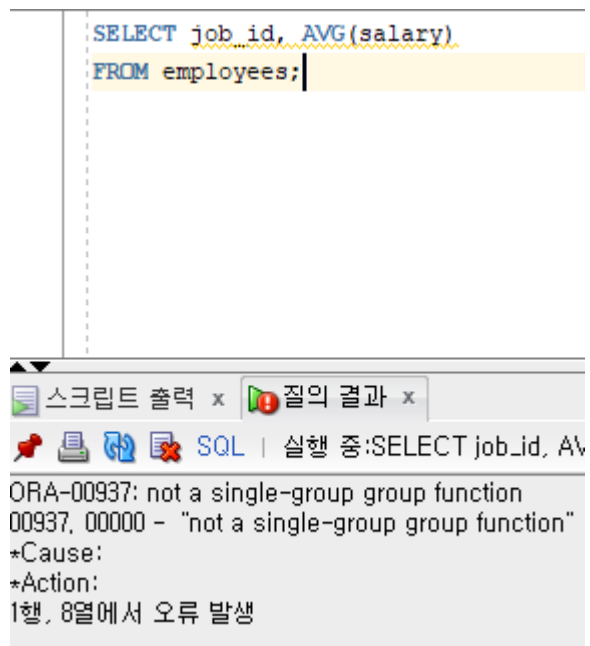 SELECT job_id, AVG(salary)
FROM employees;
스크립트 출력 x 질의 결과 x
SQL | 실행 중:SELECT job_id, AV
ORA-00937: not a single-group group function
00937, 00000 - "not a single-group group function"
*Cause:
*Action:
1행, 8열에서 오류 발생